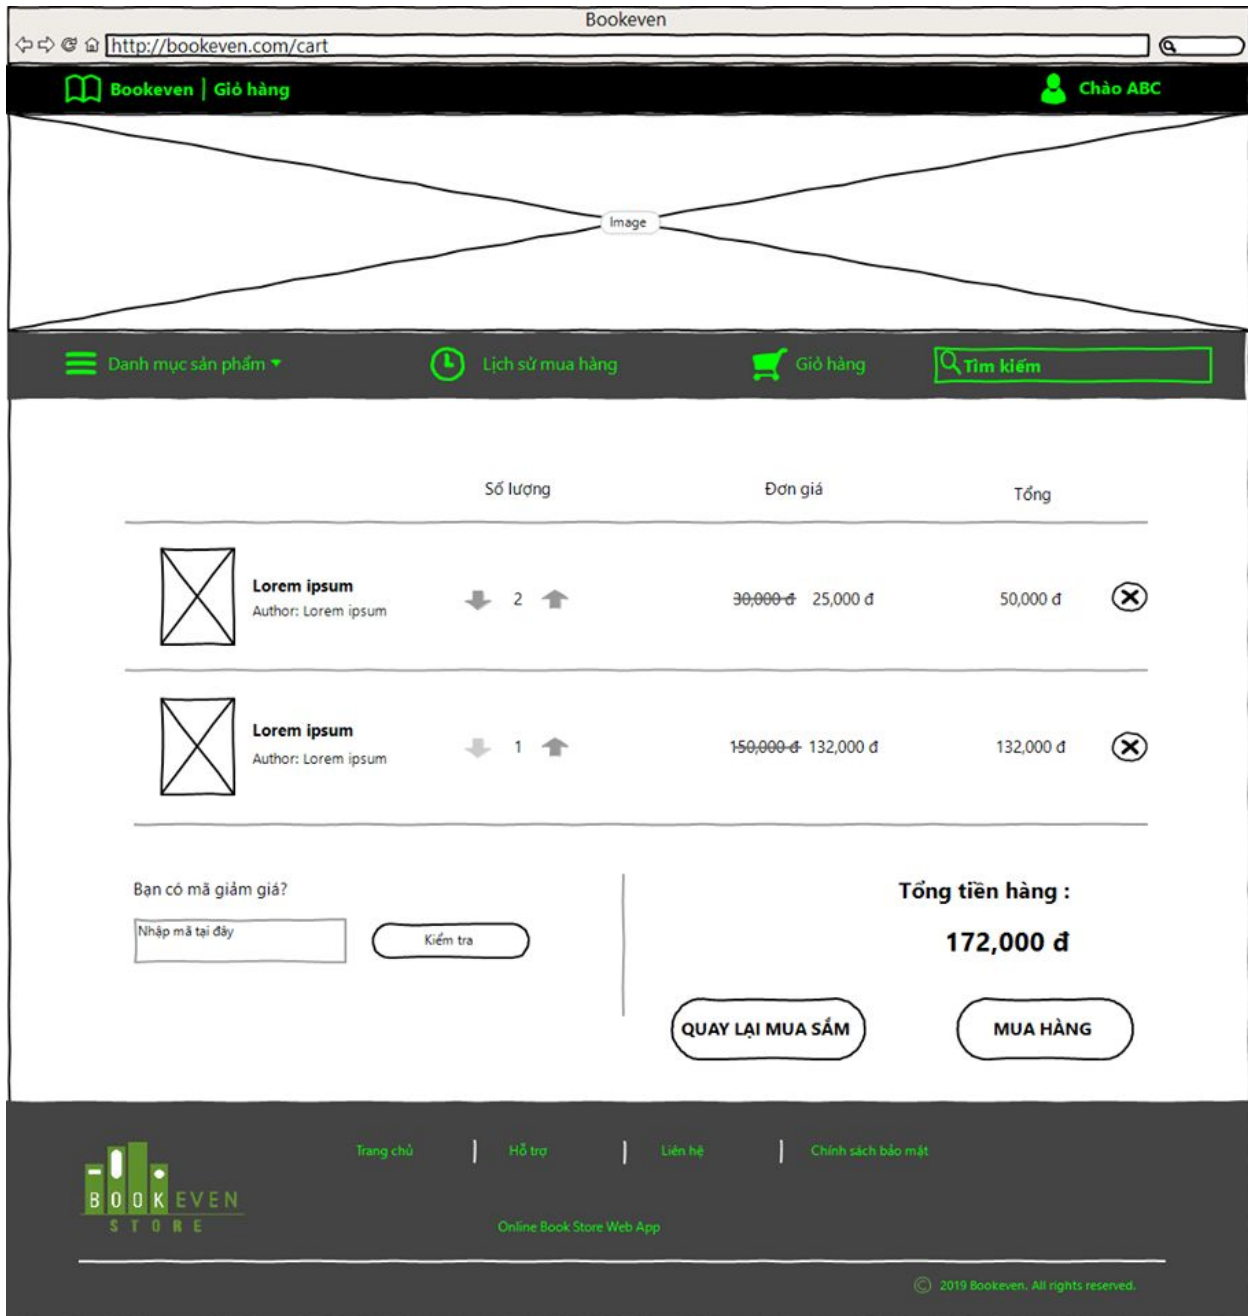 Bookeven
http://bookeven.com/cart
Bookeven | Giỏ hàng
Chào ABC
Image
Danh mục sản phẩm
Lịch sử mua hàng
Giỏ hàng
Tìm kiếm
Số lượng
Đơn giá
Tổng
Lorem ipsum
Author: Lorem ipsum
2
30,000 đ 25,000 đ
50,000 đ
Lorem ipsum
Author: Lorem ipsum
1
150,000 đ 132,000 đ
132,000 đ
Bạn có mã giảm giá?
Nhập mã tại đây
Kiểm tra
Tổng tiền hàng :
172,000 đ
QUAY LẠI MUA SẮM
MUA HÀNG
BOOKEVEN
STORE
Trang chủ | Hỗ trợ | Liên hệ | Chính sách bảo mật
Online Book Store Web App
© 2019 Bookeven. All rights reserved.